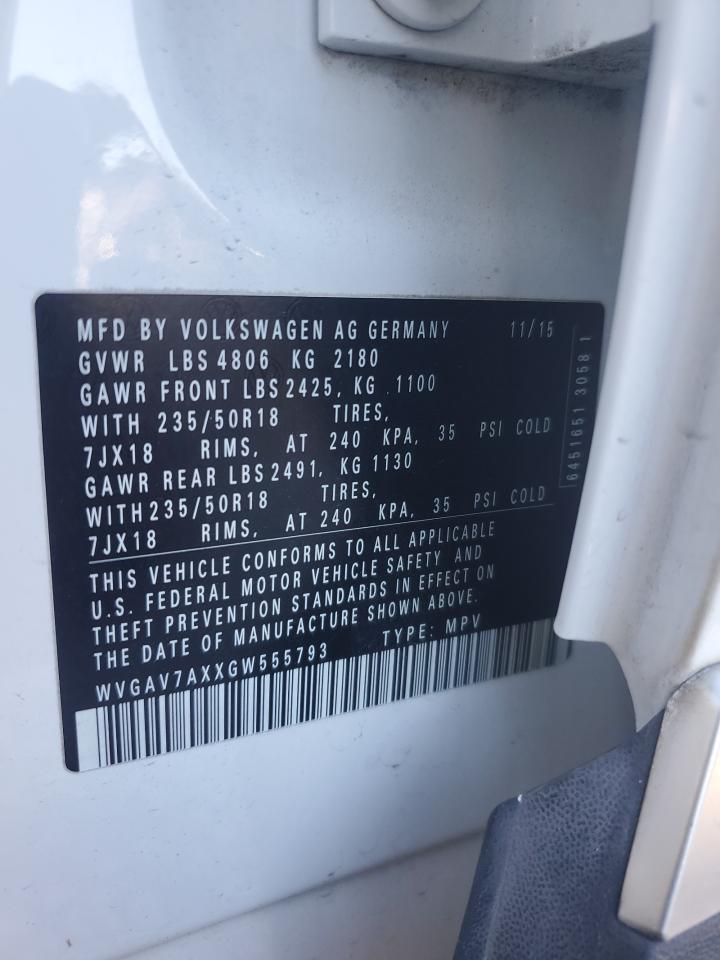 MFD BY VOLKSWAGEN AG GERMANY 11/15
GVWR LBS 4806 KG 2180
GAWR FRONT LBS 2425, KG 1100
WITH 235/50R18 TIRES,
7JX18 RIMS, AT 240 KPA, 35 PSI COLD
GAWR REAR LBS 2491, KG 1130
WITH 235/50R18 TIRES,
7JX18 RIMS, AT 240 KPA, 35 PSI COLD
THIS VEHICLE CONFORMS TO ALL APPLICABLE
U.S. FEDERAL MOTOR VEHICLE SAFETY AND
THEFT PREVENTION STANDARDS IN EFFECT ON
THE DATE OF MANUFACTURE SHOWN ABOVE.
WVGAV7AXXGW555793 TYPE: MPV
6451651 3058 1